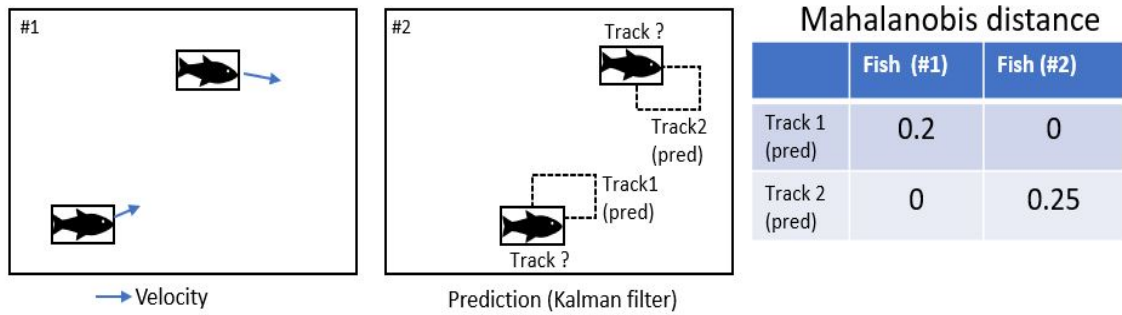 #1
Velocity
#2
Track ?
Track2
(pred)
Track1
(pred)
Track ?
Prediction (Kalman filter)
Mahalanobis distance
Fish (#1) Fish (#2)
Track 1
(pred) 0.2 0
Track 2
(pred) 0 0.25